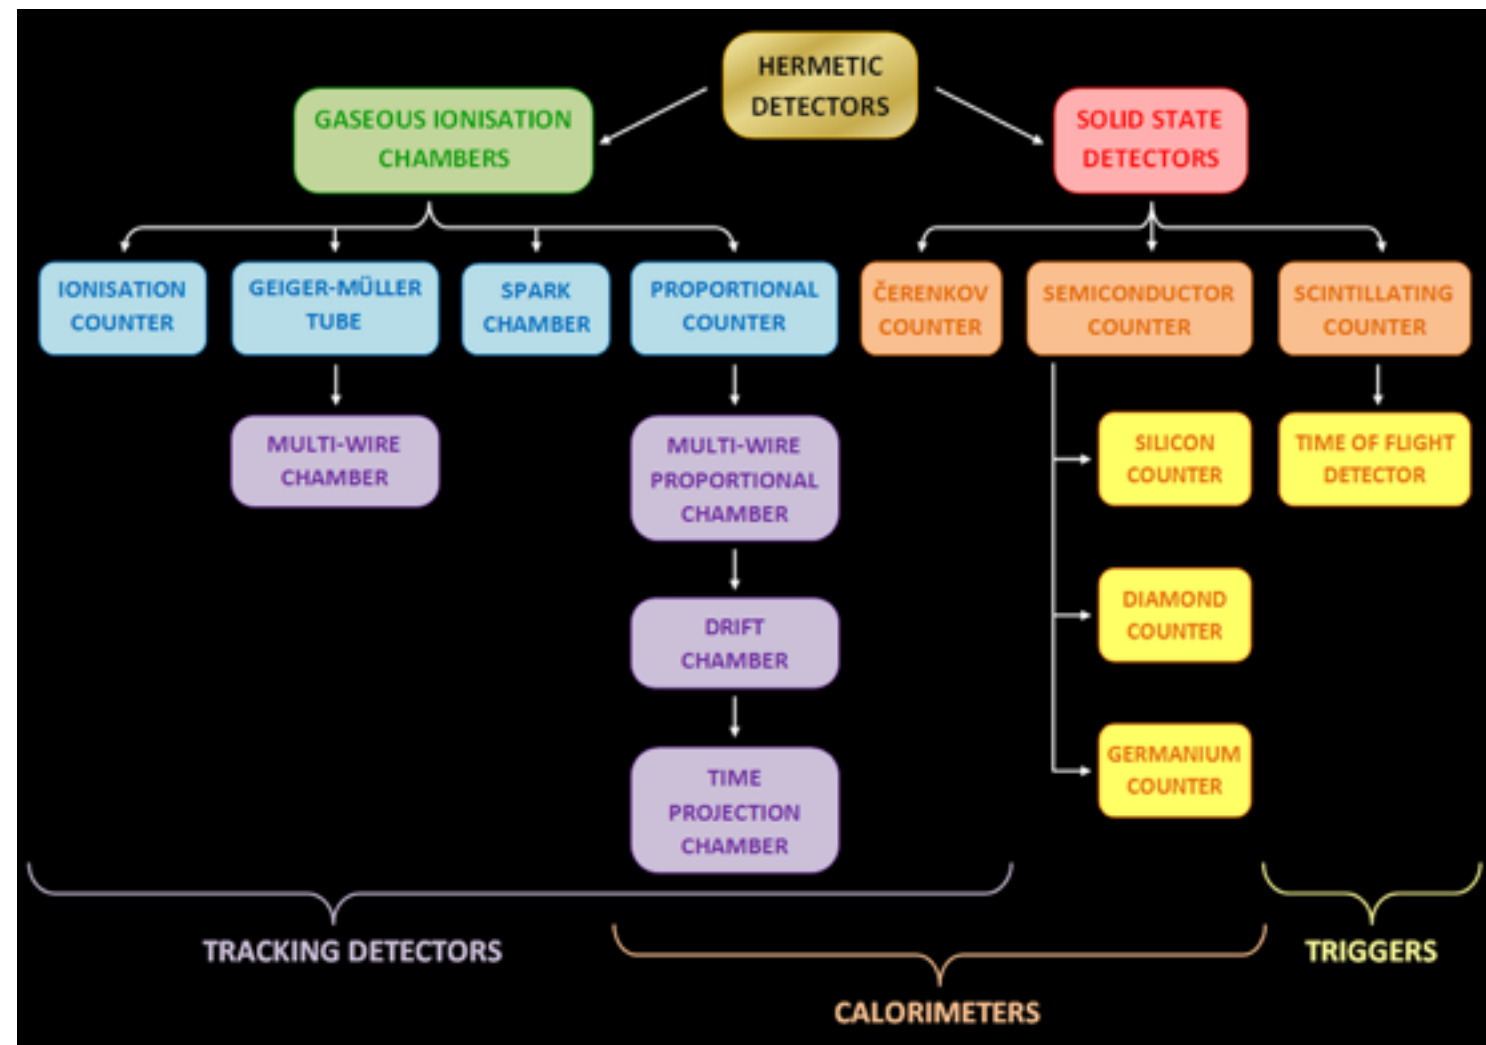 HERMETIC
DETECTORS
GASEOUS IONISATION
CHAMBERS
SOLID STATE
DETECTORS
IONISATION
COUNTER
GEIGER-MÜLLER
TUBE
SPARK
CHAMBER
PROPORTIONAL
COUNTER
ČERENKOV
COUNTER
SEMICONDUCTOR
COUNTER
SCINTILLATING
COUNTER
MULTI-WIRE
CHAMBER
MULTI-WIRE
PROPORTIONAL
CHAMBER
SILICON
COUNTER
TIME OF FLIGHT
DETECTOR
DRIFT
CHAMBER
DIAMOND
COUNTER
TIME
PROJECTION
CHAMBER
GERMANIUM
COUNTER
TRACKING DETECTORS
CALORIMETERS
TRIGGERS